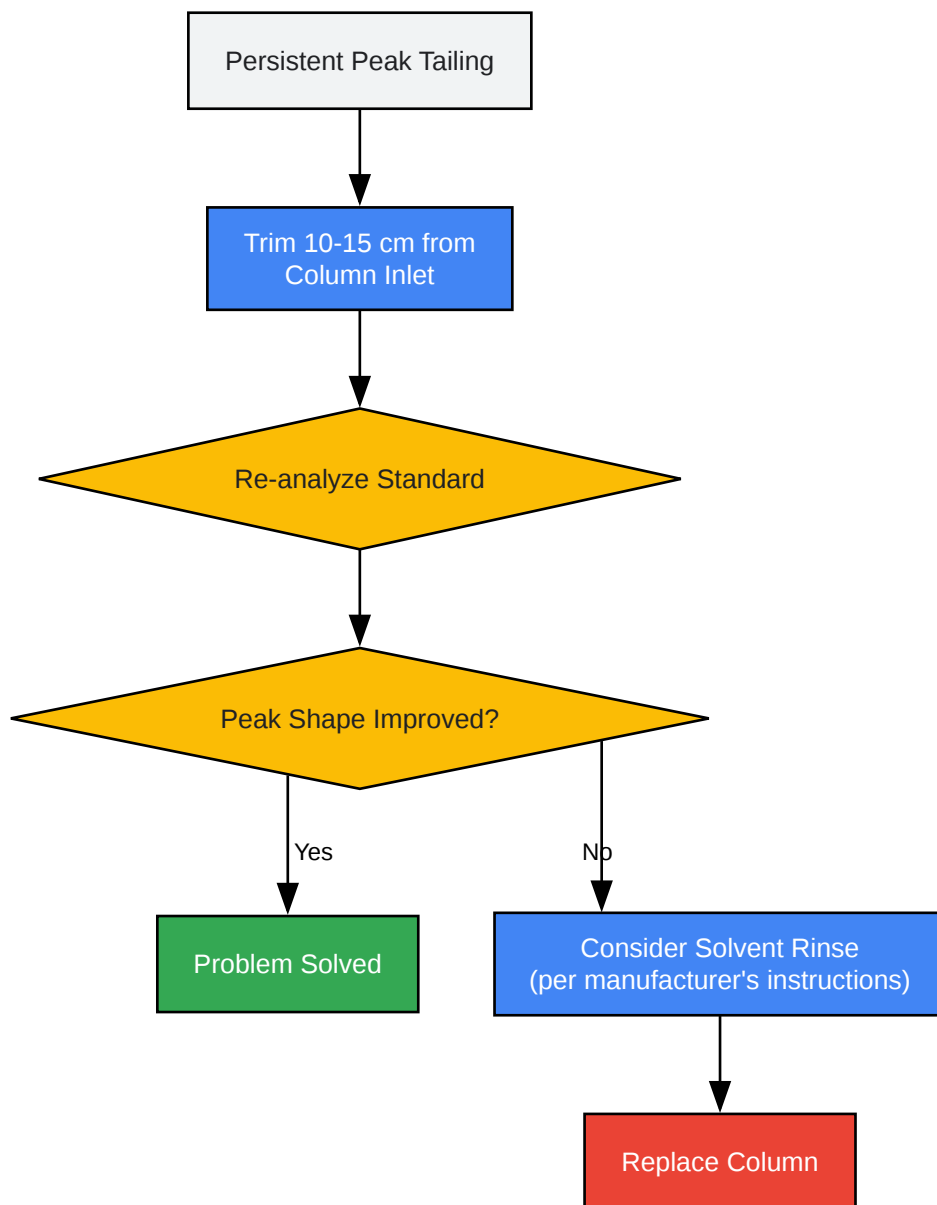 Persistent Peak Tailing
Trim 10-15 cm from
Column Inlet
Re-analyze Standard
Peak Shape Improved?
Yes
No
Problem Solved
Consider Solvent Rinse
(per manufacturer's instructions)
Replace Column